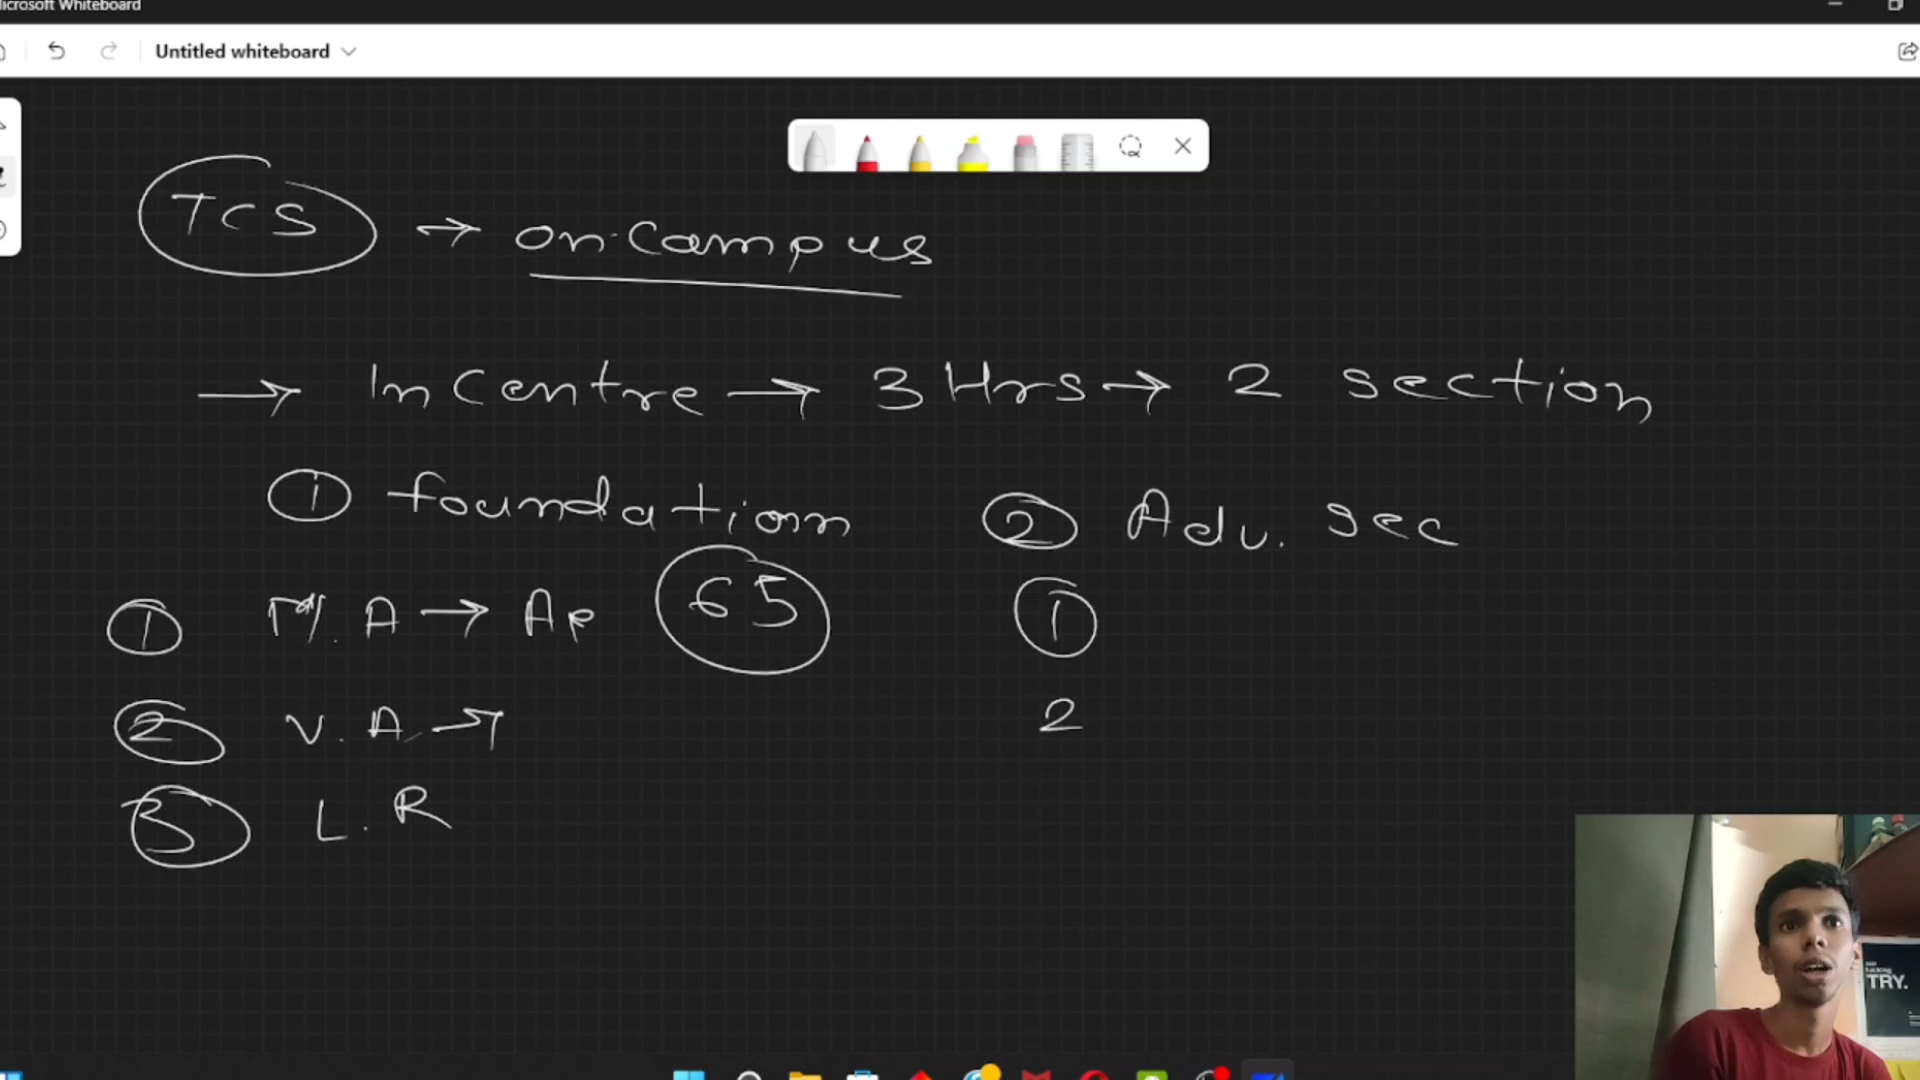 Microsoft Whiteboard
Untitled whiteboard
TCS → On-Campus
→ In Centre → 3 Hrs → 2 section
① foundation ② Adv. sec
① M. A → Ap 65 ①
② V. A → 2
③ L. R
TRY.